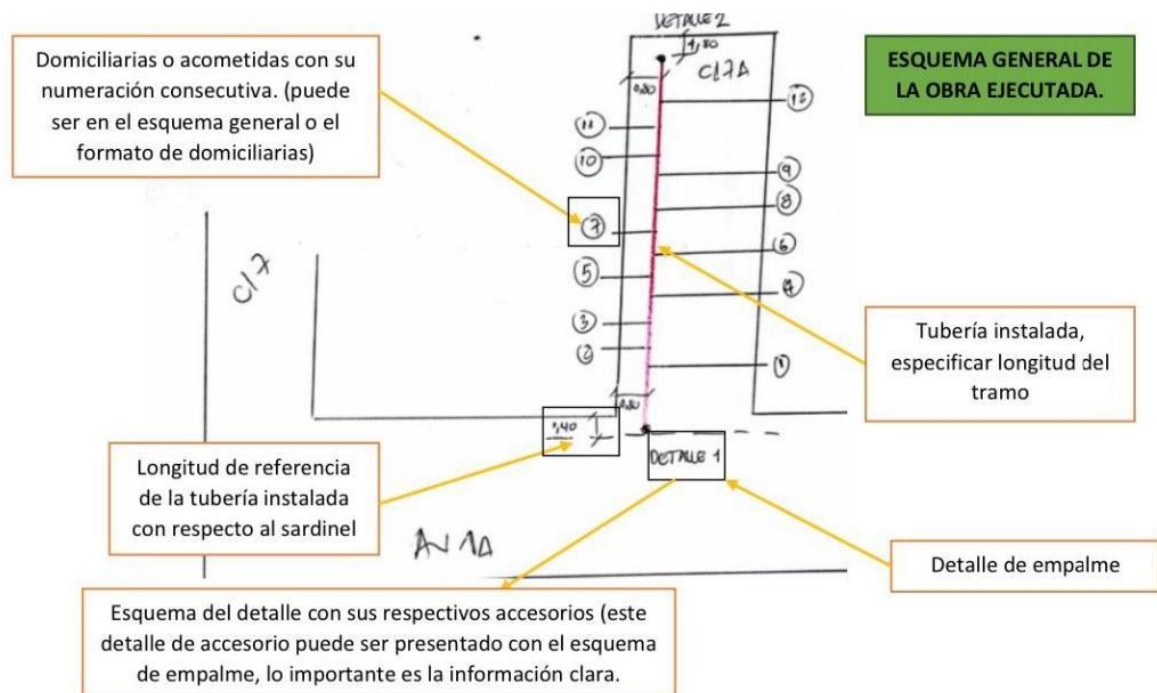 DETALLE 2
1,80
Cl 7A
0.80
Domiciliarias o acometidas con su
numeración consecutiva. (puede
ser en el esquema general o el
formato de domiciliarias)
ESQUEMA GENERAL DE
LA OBRA EJECUTADA.
12
11
10
9
8
7
6
5
4
3
2
1
Cl 7
0.80
1,40
DETALLE 1
Tubería instalada,
especificar longitud del
tramo
Longitud de referencia
de la tubería instalada
con respecto al sardinel
AV 1A
Detalle de empalme
Esquema del detalle con sus respectivos accesorios (este
detalle de accesorio puede ser presentado con el esquema
de empalme, lo importante es la información clara.